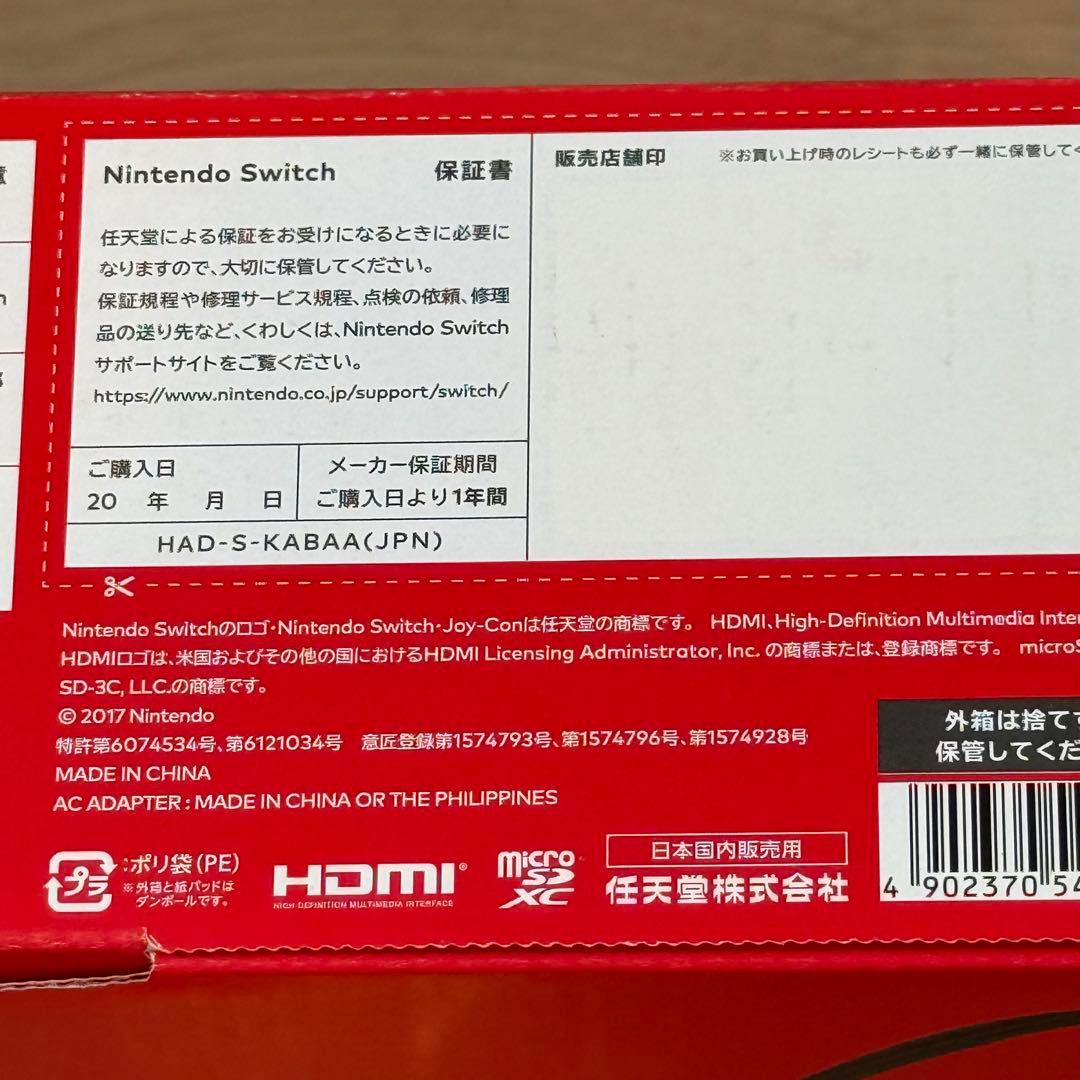 Nintendo Switch 保証書
任天堂による保証をお受けになるときに必要に
なりますので、大切に保管してください。
保証規程や修理サービス規程、点検の依頼、修理
品の送り先など、くわしくは、Nintendo Switch
サポートサイトをご覧ください。
https://www.nintendo.co.jp/support/switch/
ご購入日
20 年 月 日
メーカー保証期間
ご購入日より1年間
HAD-S-KABAA(JPN)
販売店舗印 ※お買い上げ時のレシートも必ず一緒に保管して
Nintendo Switchのロゴ・Nintendo Switch・Joy-Conは任天堂の商標です。 HDMI、High-Definition Multimedia Inter
HDMIロゴは、米国およびその他の国におけるHDMI Licensing Administrator, Inc. の商標または、登録商標です。 microS
SD-3C, LLC.の商標です。
© 2017 Nintendo
特許第6074534号、第6121034号 意匠登録第1574793号、第1574796号、第1574928号
MADE IN CHINA
AC ADAPTER : MADE IN CHINA OR THE PHILIPPINES
プラ
:ポリ袋(PE)
※外箱と紙パッドは
ダンボールです。
HDMI®
HIGH-DEFINITION MULTIMEDIA INTERFACE
micro
SD
XC
日本国内販売用
任天堂株式会社
外箱は捨てず
保管してくだ
4 902370 54